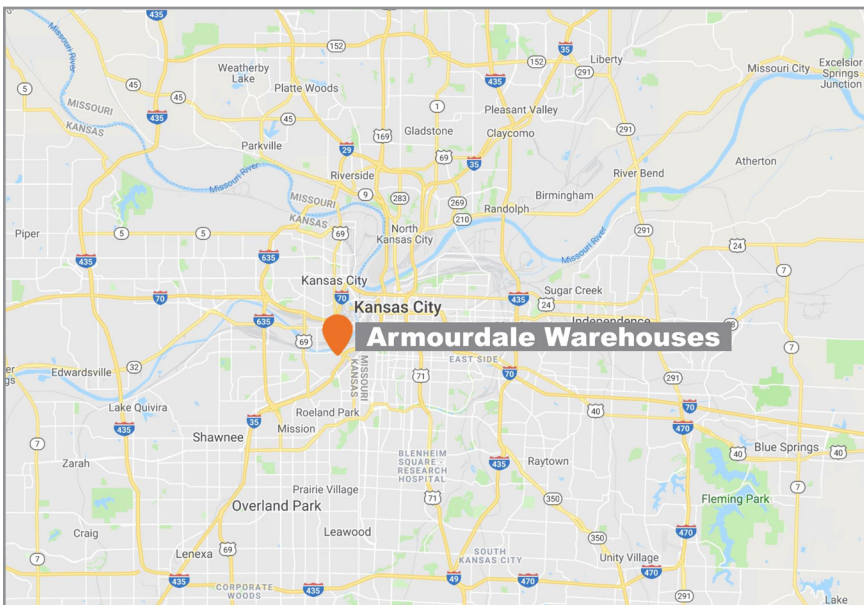 435
35
Missouri River
152
Liberty
Excelsior
Springs
Junction
Weatherby
Lake
152
291
Missouri City
5
45
45
Platte Woods
435
MISSOURI
KANSAS
435
1
Pleasant Valley
45
169
Gladstone
Claycomo
291
Parkville
29
69
35
Atherton
Missouri River
Riverside
River Bend
9
283
269
Birmingham
MISSOURI
KANSAS
210
Randolph
Piper
5
5
69
North
Kansas City
Missouri River
291
24
435
635
7
Kansas City
Sugar Creek
70
70
Kansas City
435
24
635
69
Armourdale Warehouses
Independence
MISSOURI
KANSAS
EAST SIDE
Edwardsville
32
71
70
291
Lake Quivira
Roeland Park
70
435
35
Mission
40
470
7
Shawnee
Blue Springs
40
40
Zarah
BLENHEIM
SQUARE -
RESEARCH
HOSPITAL
435
Raytown
7
Prairie Village
71
350
Fleming Park
Overland Park
Craig
Leawood
350
470
7
Lenexa
69
SOUTH
KANSAS CITY
Unity Village
435
49
470
470
CORPORATE
WOODS
435
291
Lake